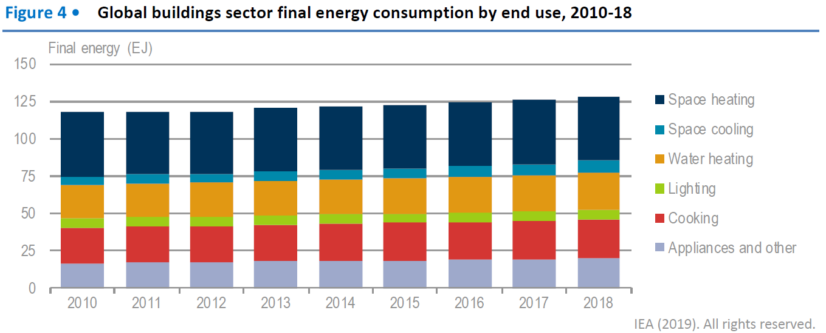 Figure 4 • Global buildings sector final energy consumption by end use, 2010-18
Final energy (EJ)
150
125
100
75
50
25
0
2010 2011 2012 2013 2014 2015 2016 2017 2018
Space heating
Space cooling
Water heating
Lighting
Cooking
Appliances and other
IEA (2019). All rights reserved.